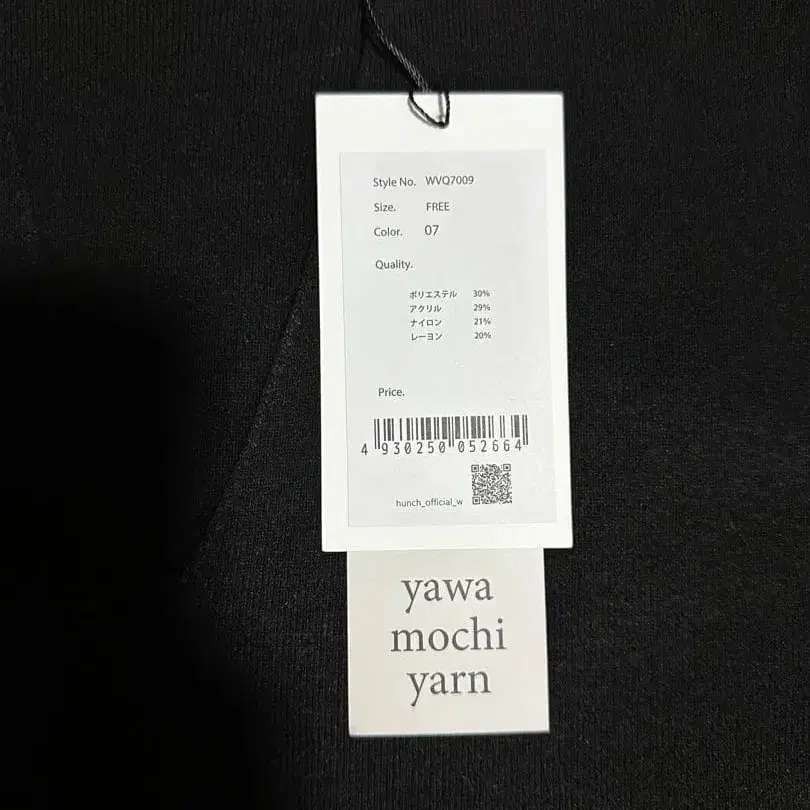 Style No. WVQ7009
Size. FREE
Color. 07
Quality.
ポリエステル 30%
アクリル 29%
ナイロン 21%
レーヨン 20%
Price.
4 930250 052664
hunch_official_w
yawa
mochi
yarn